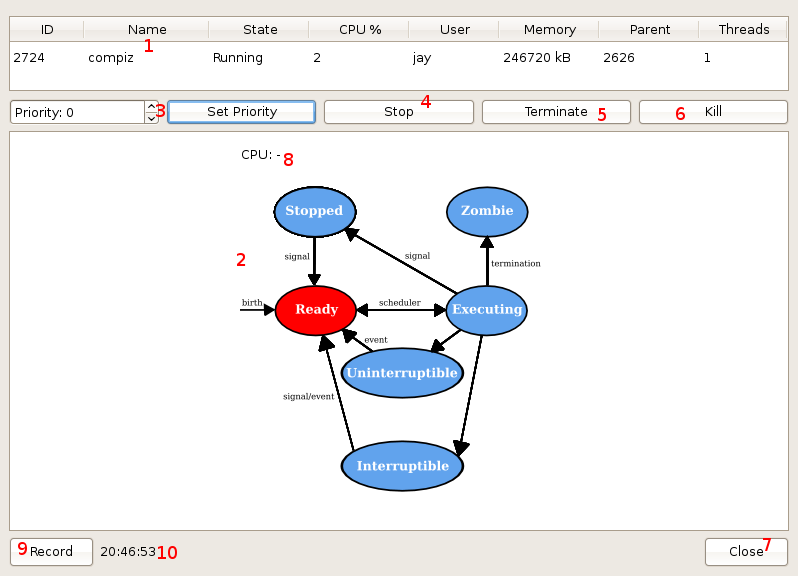 ID Name State CPU % User Memory Parent Threads
1
2724 compiz Running 2 jay 246720 kB 2626 1
Priority: 0 3 Set Priority Stop 4 Terminate 5 6 Kill
CPU: - 8
Stopped Zombie
2 signal signal termination
birth Ready scheduler Executing
event
Uninterruptible
signal/event
Interruptible
9 Record 20:46:53 10 Close 7